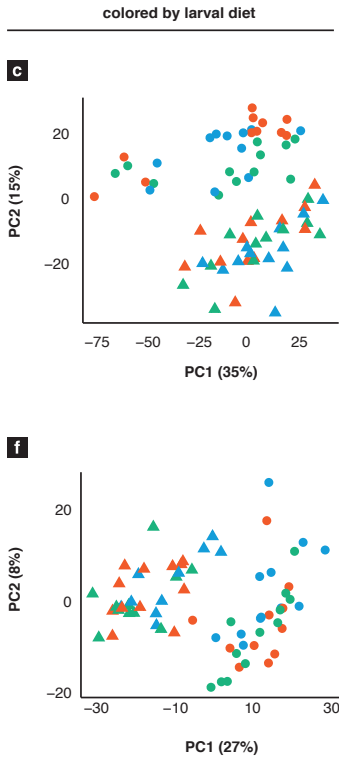 colored by larval diet
c
20
0
−20
PC2 (15%)
−75 −50 −25 0 25
PC1 (35%)
f
20
0
−20
PC2 (8%)
−30 −10 10 30
PC1 (27%)